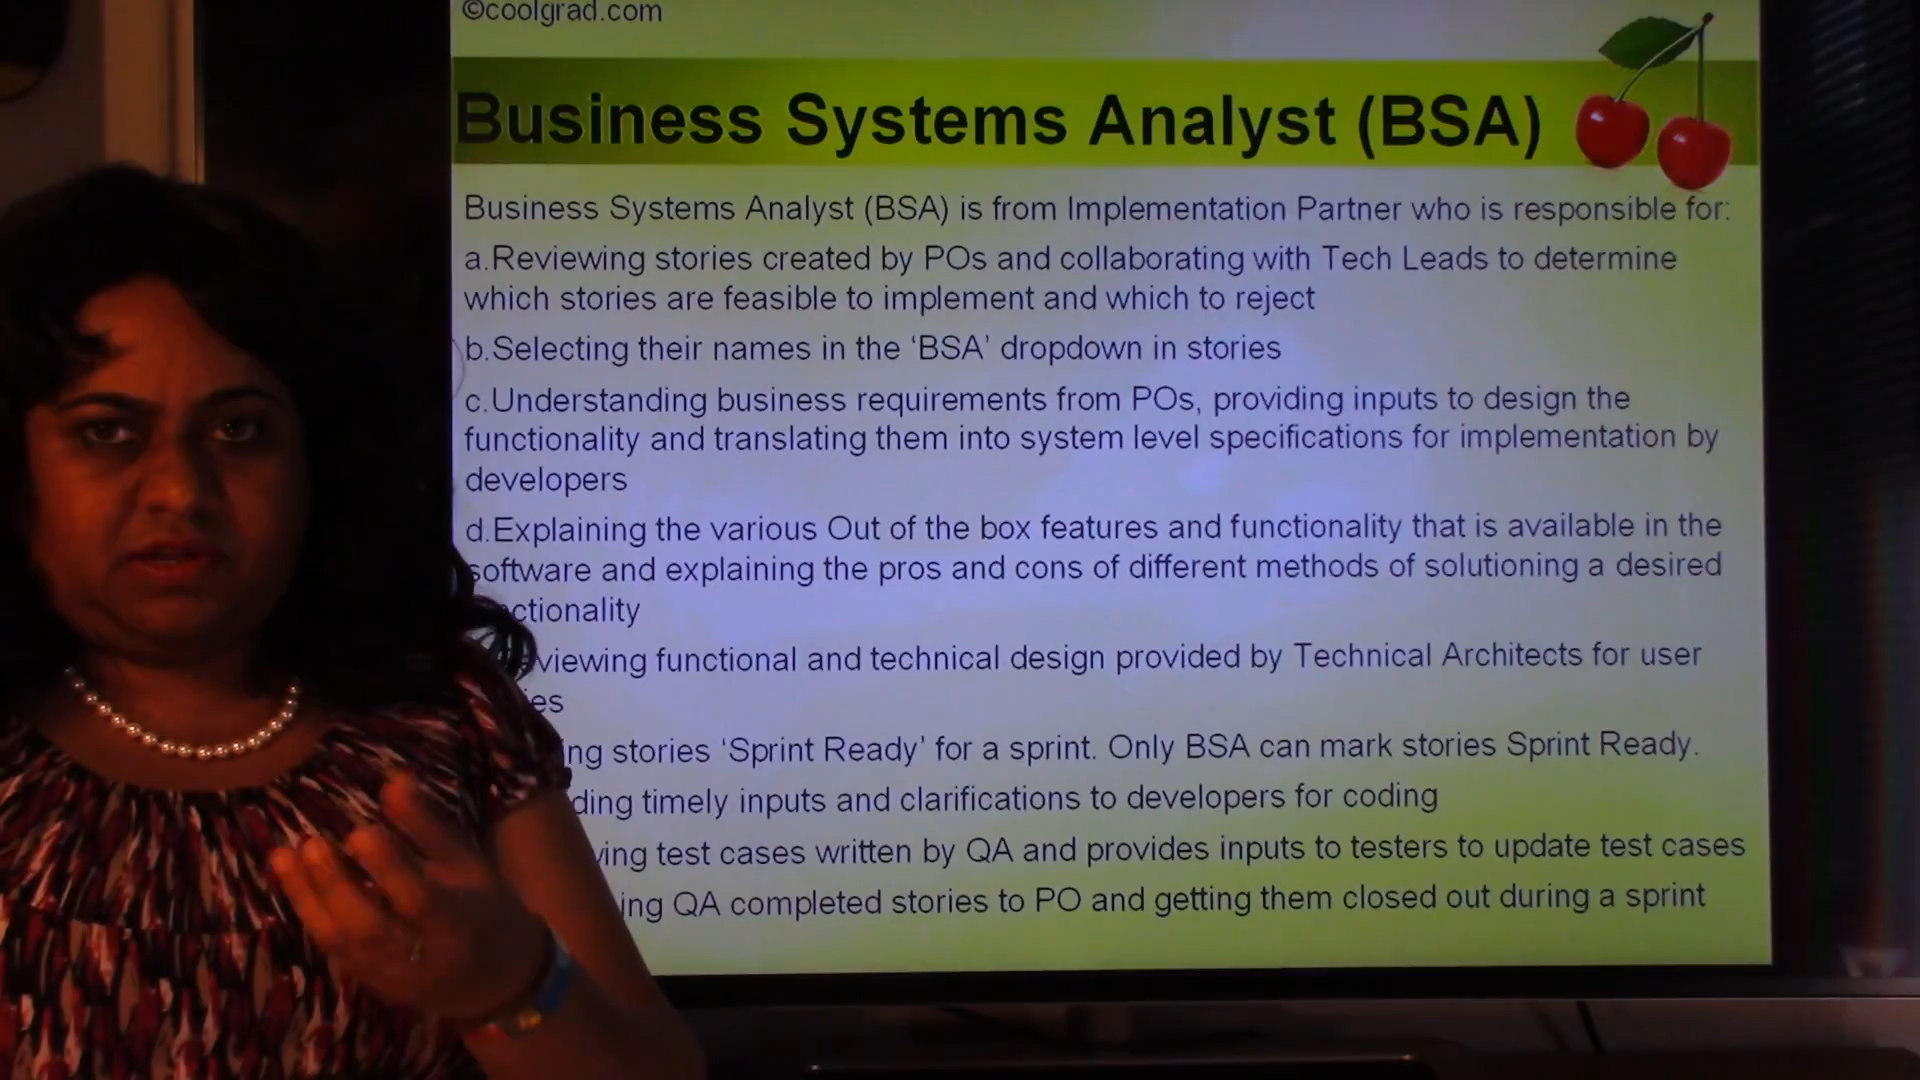 ©coolgrad.com
Business Systems Analyst (BSA)
Business Systems Analyst (BSA) is from Implementation Partner who is responsible for:
a.Reviewing stories created by POs and collaborating with Tech Leads to determine
which stories are feasible to implement and which to reject
b.Selecting their names in the ‘BSA’ dropdown in stories
c.Understanding business requirements from POs, providing inputs to design the
functionality and translating them into system level specifications for implementation by
developers
d.Explaining the various Out of the box features and functionality that is available in the
software and explaining the pros and cons of different methods of solutioning a desired
functional and technical design provided by Technical Architects for user
stories ‘Sprint Ready’ for a sprint. Only BSA can mark stories Sprint Ready.
timely inputs and clarifications to developers for coding
test cases written by QA and provides inputs to testers to update test cases
QA completed stories to PO and getting them closed out during a sprint